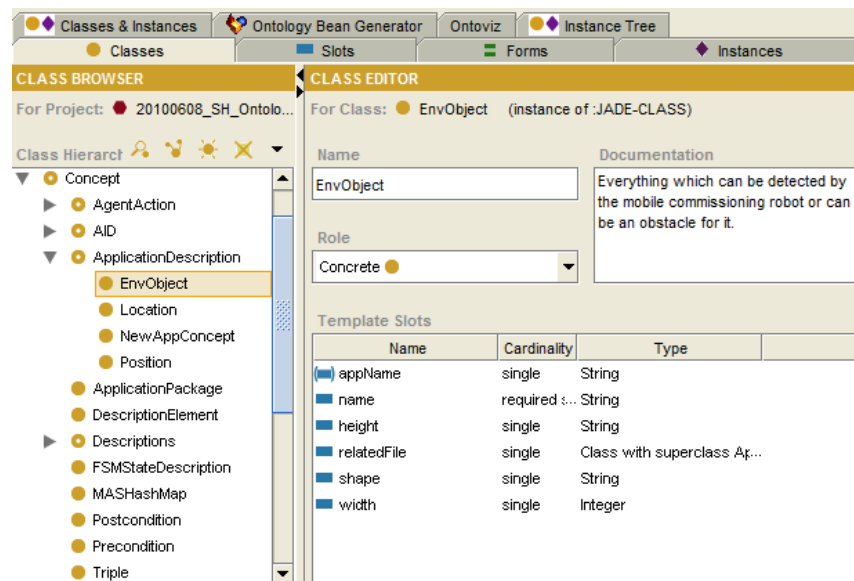 Classes & Instances Ontology Bean Generator Ontoviz Instance Tree
Classes Slots Forms Instances
CLASS BROWSER
For Project: 20100608_SH_Ontolo...
Class Hierarch
Concept
AgentAction
AID
ApplicationDescription
EnvObject
Location
NewAppConcept
Position
ApplicationPackage
DescriptionElement
Descriptions
FSMStateDescription
MASHashMap
Postcondition
Precondition
Triple
CLASS EDITOR
For Class: EnvObject (instance of :JADE-CLASS)
Name
EnvObject
Role
Concrete
Documentation
Everything which can be detected by
the mobile commissioning robot or can
be an obstacle for it.
Template Slots
Name Cardinality Type
appName single String
name required s... String
height single String
relatedFile single Class with superclass Ap...
shape single String
width single Integer